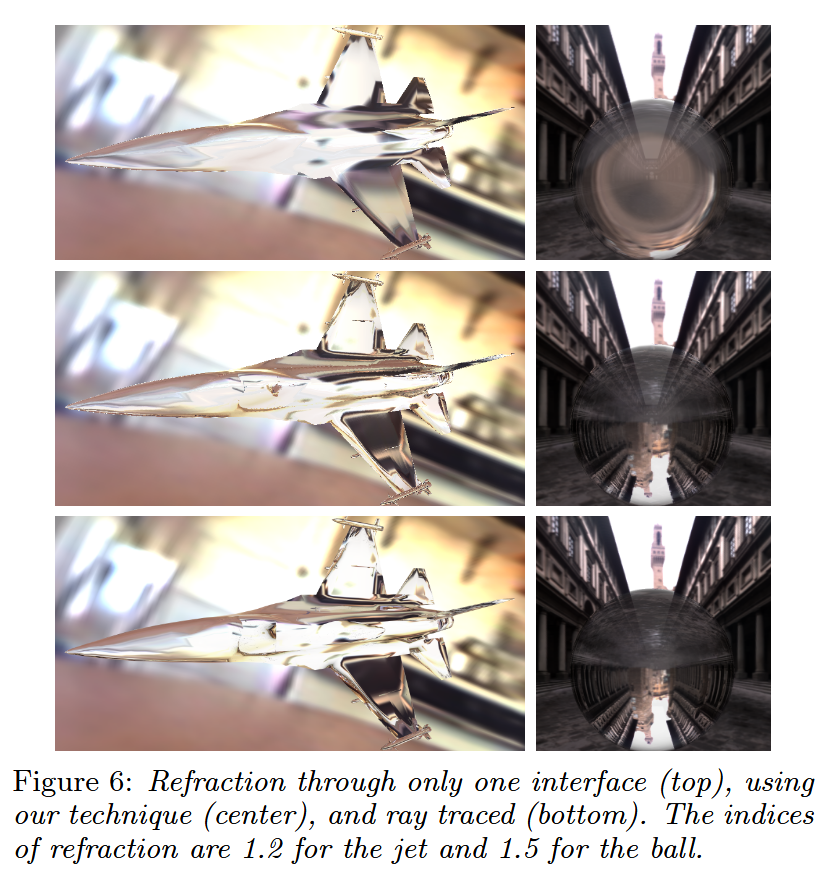 Figure 6: Refraction through only one interface (top), using
our technique (center), and ray traced (bottom). The indices
of refraction are 1.2 for the jet and 1.5 for the ball.